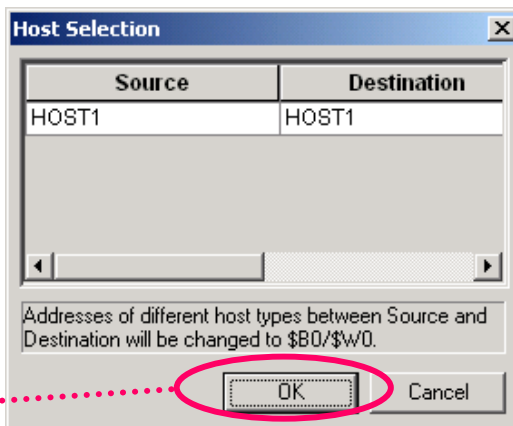 Host Selection
Source Destination
HOST1 HOST1
Addresses of different host types between Source and
Destination will be changed to $B0/$W0.
OK Cancel